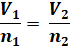 V₁/n₁ = V₂/n₂